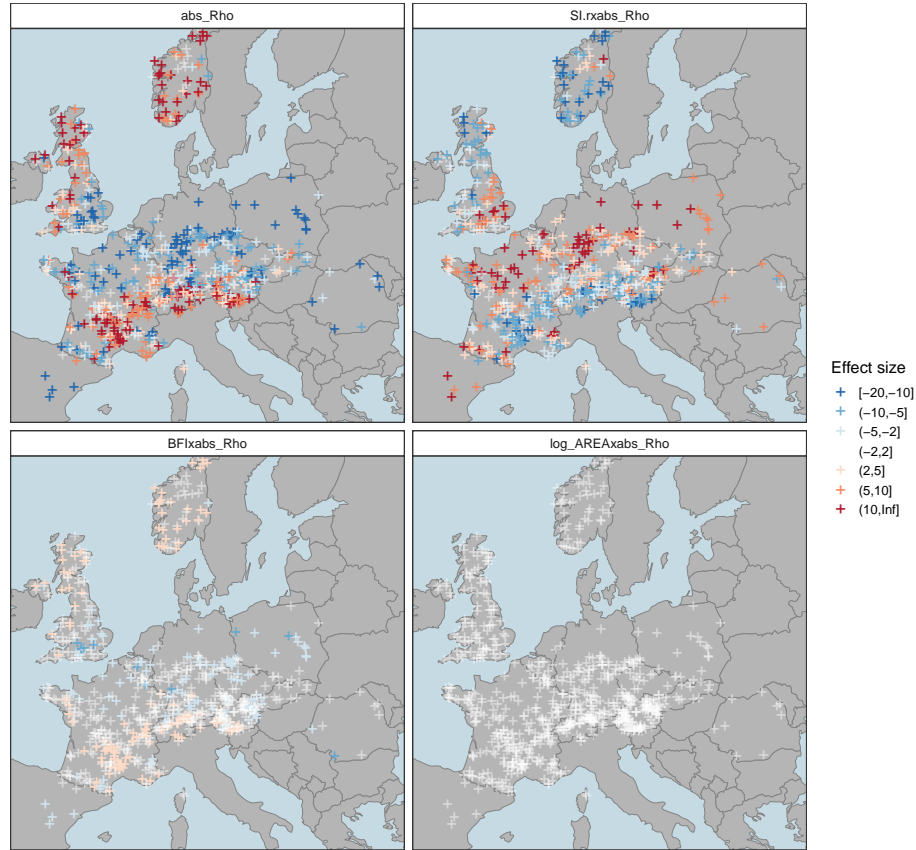 abs_Rho
SI.rxabs_Rho
BFIxabs_Rho
log_AREAxabs_Rho
Effect size
[−20,−10]
(−10,−5]
(−5,−2]
(−2,2]
(2,5]
(5,10]
(10,Inf]